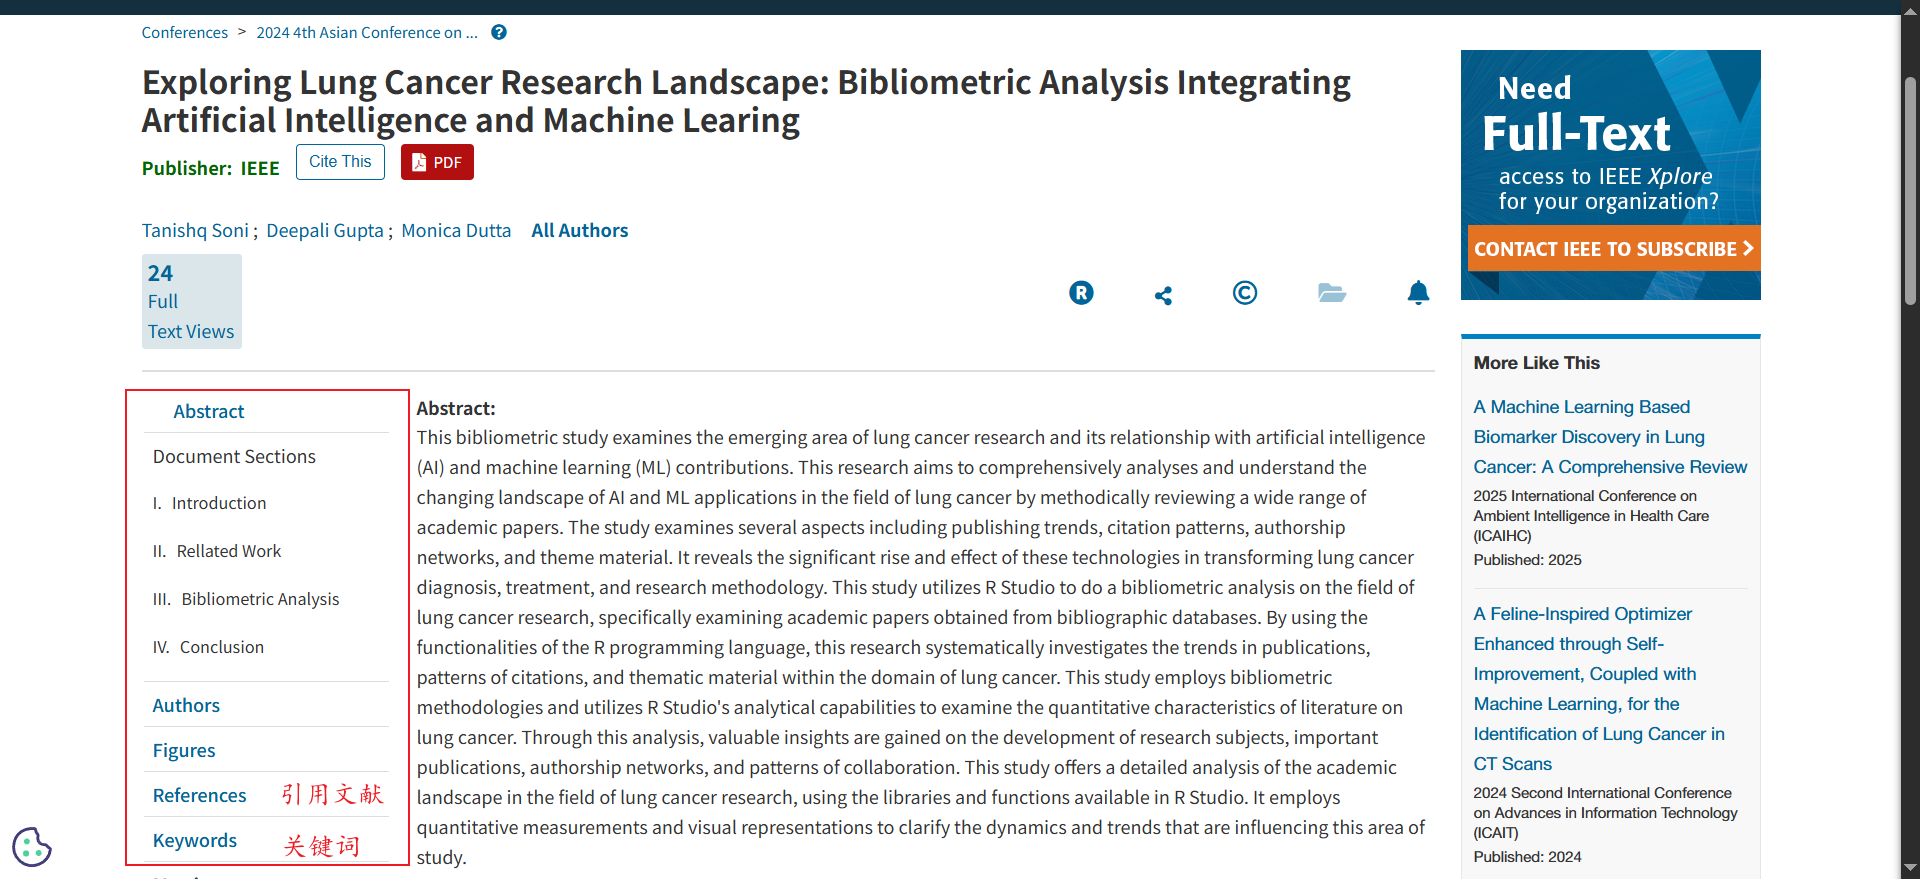 Conferences > 2024 4th Asian Conference on ...
Exploring Lung Cancer Research Landscape: Bibliometric Analysis Integrating
Artificial Intelligence and Machine Learing
Publisher: IEEE
Cite This
PDF
Tanishq Soni ; Deepali Gupta ; Monica Dutta All Authors
24
Full
Text Views
Abstract
Document Sections
I. Introduction
II. Rellated Work
III. Bibliometric Analysis
IV. Conclusion
Authors
Figures
References 引用文献
Keywords 关键词
Abstract:
This bibliometric study examines the emerging area of lung cancer research and its relationship with artificial intelligence
(AI) and machine learning (ML) contributions. This research aims to comprehensively analyses and understand the
changing landscape of AI and ML applications in the field of lung cancer by methodically reviewing a wide range of
academic papers. The study examines several aspects including publishing trends, citation patterns, authorship
networks, and theme material. It reveals the significant rise and effect of these technologies in transforming lung cancer
diagnosis, treatment, and research methodology. This study utilizes R Studio to do a bibliometric analysis on the field of
lung cancer research, specifically examining academic papers obtained from bibliographic databases. By using the
functionalities of the R programming language, this research systematically investigates the trends in publications,
patterns of citations, and thematic material within the domain of lung cancer. This study employs bibliometric
methodologies and utilizes R Studio's analytical capabilities to examine the quantitative characteristics of literature on
lung cancer. Through this analysis, valuable insights are gained on the development of research subjects, important
publications, authorship networks, and patterns of collaboration. This study offers a detailed analysis of the academic
landscape in the field of lung cancer research, using the libraries and functions available in R Studio. It employs
quantitative measurements and visual representations to clarify the dynamics and trends that are influencing this area of
study.
Need
Full-Text
access to IEEE Xplore
for your organization?
CONTACT IEEE TO SUBSCRIBE >
More Like This
A Machine Learning Based
Biomarker Discovery in Lung
Cancer: A Comprehensive Review
2025 International Conference on
Ambient Intelligence in Health Care
(ICAIHC)
Published: 2025
A Feline-Inspired Optimizer
Enhanced through Self-
Improvement, Coupled with
Machine Learning, for the
Identification of Lung Cancer in
CT Scans
2024 Second International Conference
on Advances in Information Technology
(ICAIT)
Published: 2024